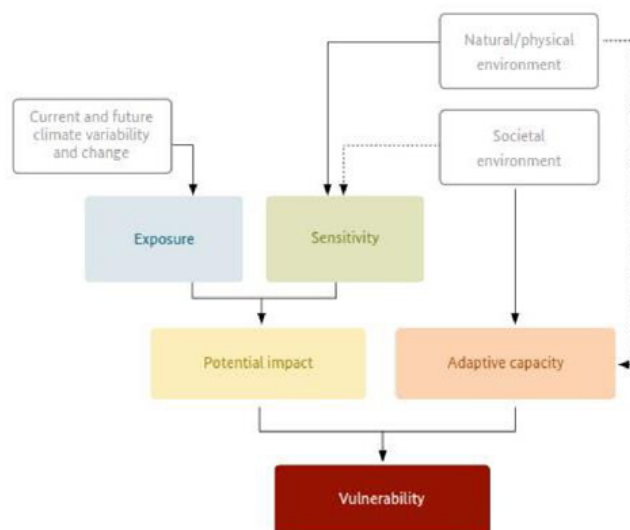 Natural/physical
environment
Current and future
climate variability
and change
Societal
environment
Exposure
Sensitivity
Potential impact
Adaptive capacity
Vulnerability